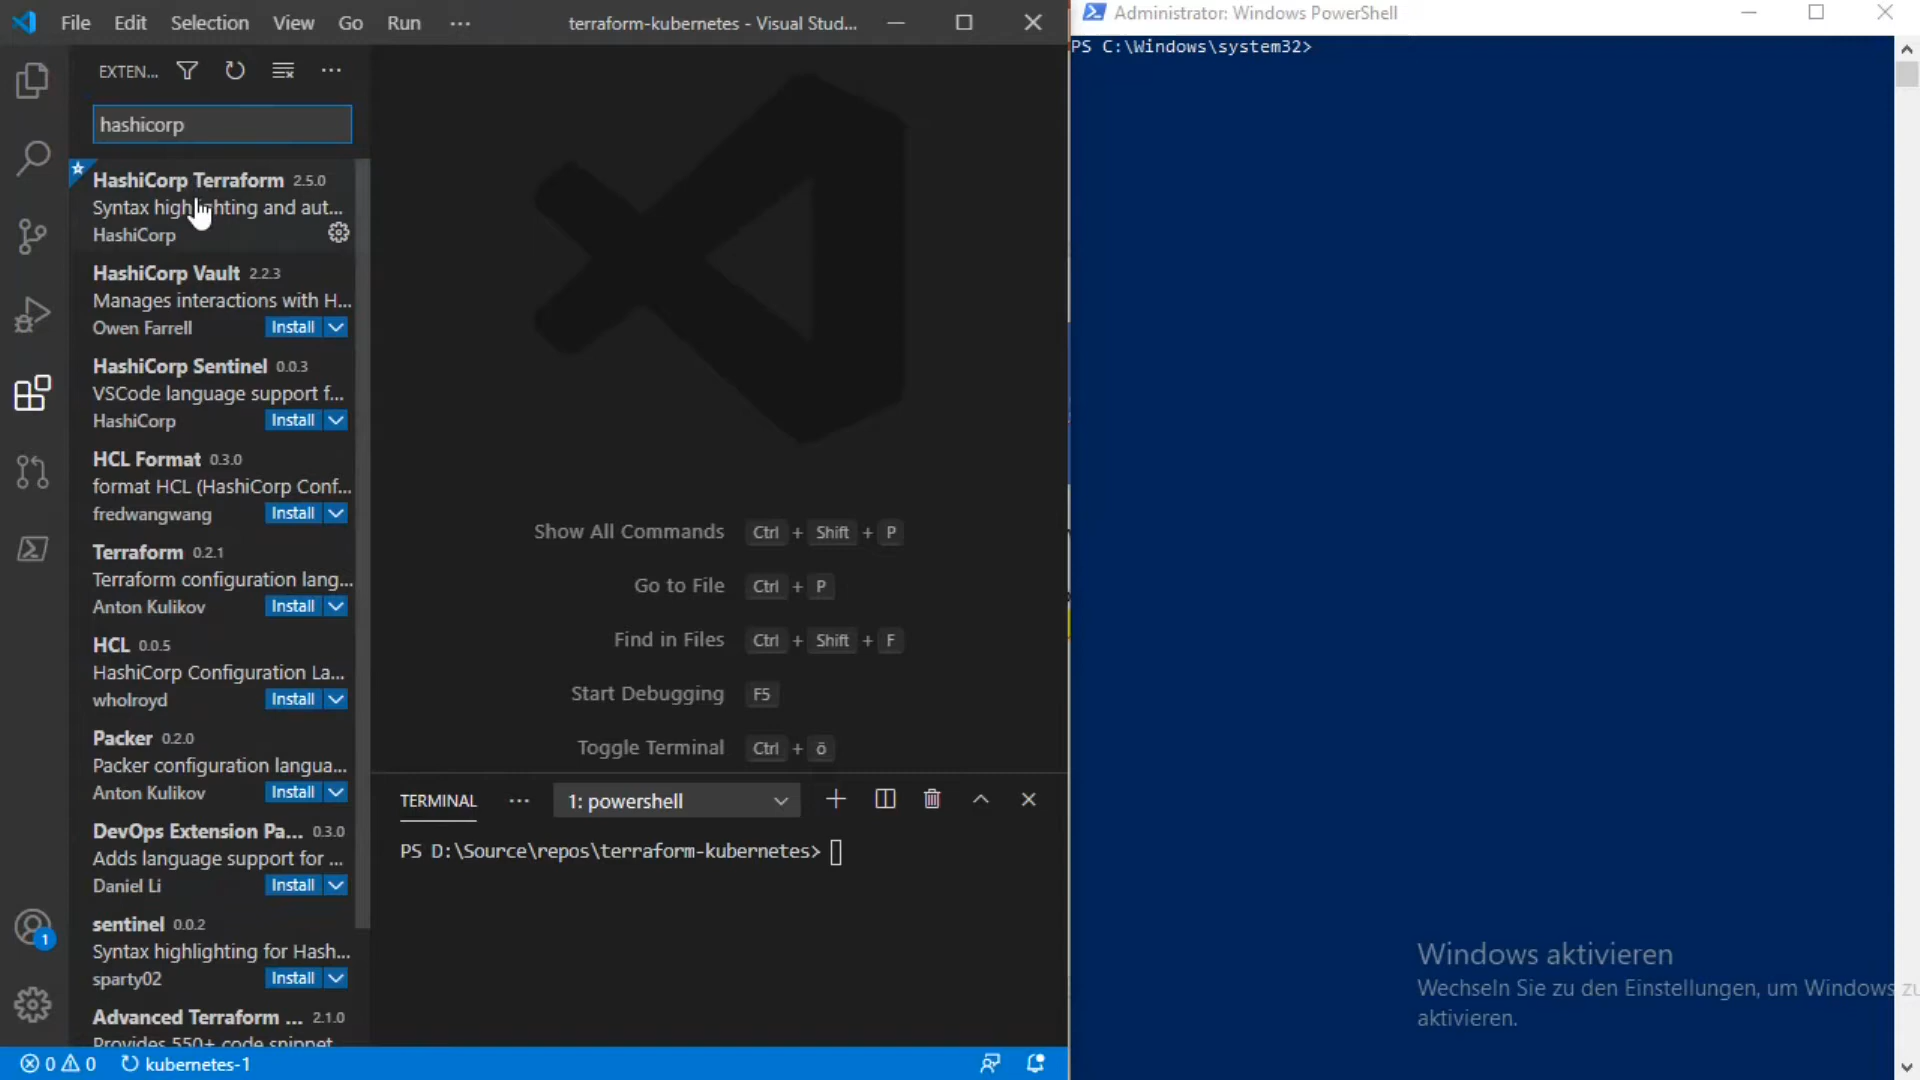 File Edit Selection View Go Run ··· terraform-kubernetes - Visual Stud...
EXTEN...
hashicorp
HashiCorp Terraform 2.5.0
Syntax highlighting and aut...
HashiCorp
HashiCorp Vault 2.2.3
Manages interactions with H...
Owen Farrell Install
HashiCorp Sentinel 0.0.3
VSCode language support f...
HashiCorp Install
HCL Format 0.3.0
format HCL (HashiCorp Conf...
fredwangwang Install
Terraform 0.2.1
Terraform configuration lang...
Anton Kulikov Install
HCL 0.0.5
HashiCorp Configuration La...
wholroyd Install
Packer 0.2.0
Packer configuration langua...
Anton Kulikov Install
DevOps Extension Pa... 0.3.0
Adds language support for ...
Daniel Li Install
sentinel 0.0.2
Syntax highlighting for Hash...
sparty02 Install
Advanced Terraform ... 2.1.0
Provides 550+ code snippet
1
Show All Commands Ctrl + Shift + P
Go to File Ctrl + P
Find in Files Ctrl + Shift + F
Start Debugging F5
Toggle Terminal Ctrl + ö
TERMINAL ··· 1: powershell
PS D:\Source\repos\terraform-kubernetes>
0 0 kubernetes-1
Administrator: Windows PowerShell
PS C:\Windows\system32>
Windows aktivieren
Wechseln Sie zu den Einstellungen, um Windows zu
aktivieren.